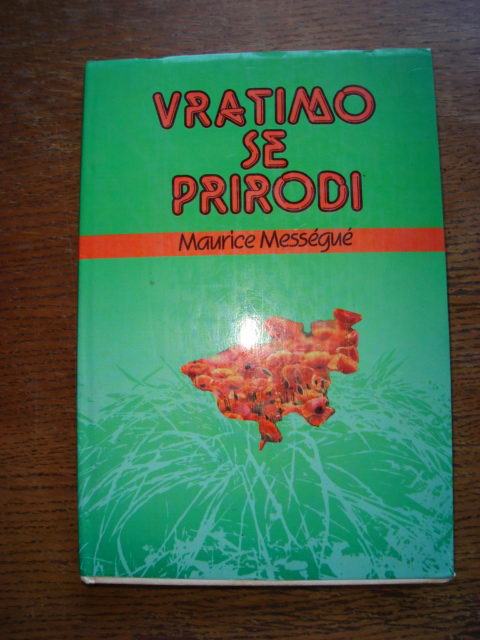 VRATIMO
SE
PRIRODI
Maurice Mességué